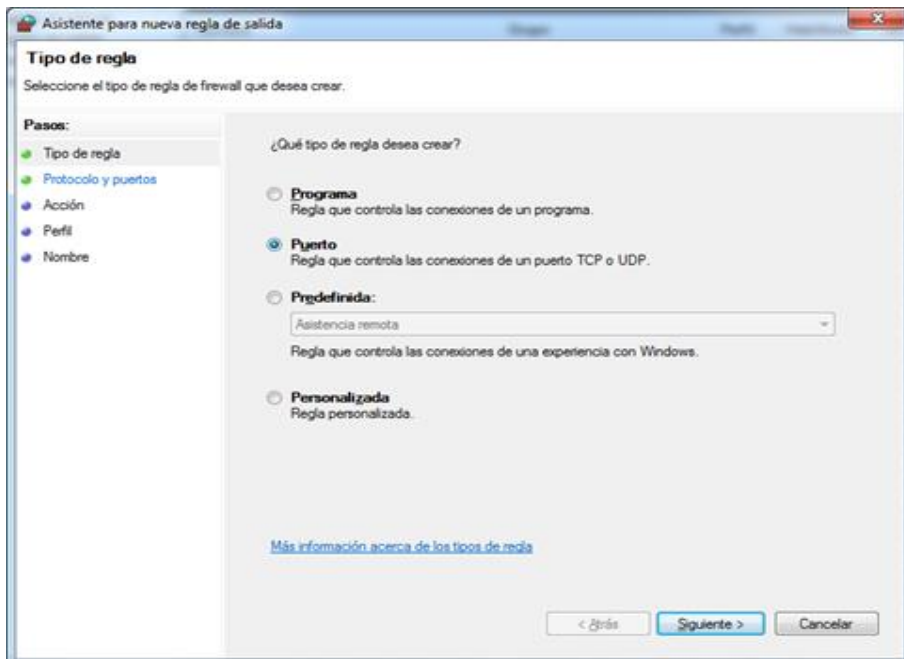 Asistente para nueva regla de salida
Tipo de regla
Seleccione el tipo de regla de firewall que desea crear.
Pasos:
Tipo de regla
Protocolo y puertos
Acción
Perfil
Nombre
¿Qué tipo de regla desea crear?
Programa
Regla que controla las conexiones de un programa.
Puerto
Regla que controla las conexiones de un puerto TCP o UDP.
Predefinida:
Asistencia remota
Regla que controla las conexiones de una experiencia con Windows.
Personalizada
Regla personalizada.
Más información acerca de los tipos de regla
< Atrás
Siguiente >
Cancelar